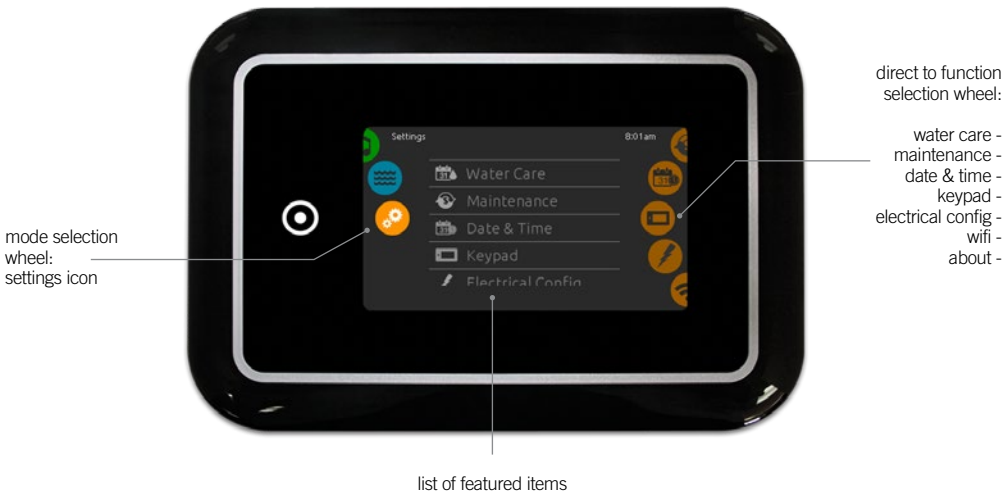 direct to function
selection wheel:
water care -
maintenance -
date & time -
keypad -
electrical config -
wifi -
about -
Settings
8:01am
Water Care
Maintenance
31 Date & Time
Keypad
Electrical Config
mode selection
wheel:
settings icon
list of featured items